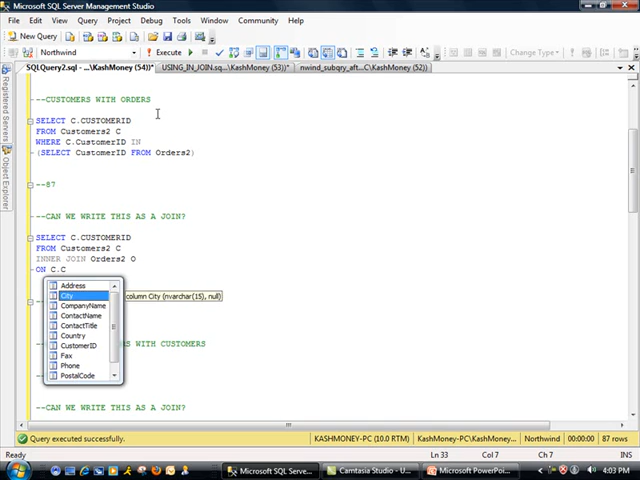 Microsoft SQL Server Management Studio
File Edit View Query Project Debug Tools Window Community Help
New Query
Northwind Execute Change Type
SQLQuery2.sql - ...\KashMoney (54))* USING_IN_JOIN.sq...\KashMoney (53))* nwind_subqry_aft...C\KashMoney (52))
Registered Servers
Object Explorer
--CUSTOMERS WITH ORDERS
SELECT C.CUSTOMERID
FROM Customers2 C
WHERE C.CustomerID IN
(SELECT CustomerID FROM Orders2)
--87
--CAN WE WRITE THIS AS A JOIN?
SELECT C.CUSTOMERID
FROM Customers2 C
INNER JOIN Orders2 O
ON C.C
Address
City column City (nvarchar(15), null)
CompanyName
ContactName
ContactTitle
Country
CustomerID
Fax
Phone
PostalCode
--
S WITH CUSTOMERS
--CAN WE WRITE THIS AS A JOIN?
Query executed successfully. KASHMONEY-PC (10.0 RTM) KashMoney-PC\KashMoney ... Northwind 00:00:00 87 rows
Ready Ln 33 Col 7 Ch 7 INS
Microsoft SQL Serve... Camtasia Studio - U... Microsoft PowerPoi... 4:03 PM